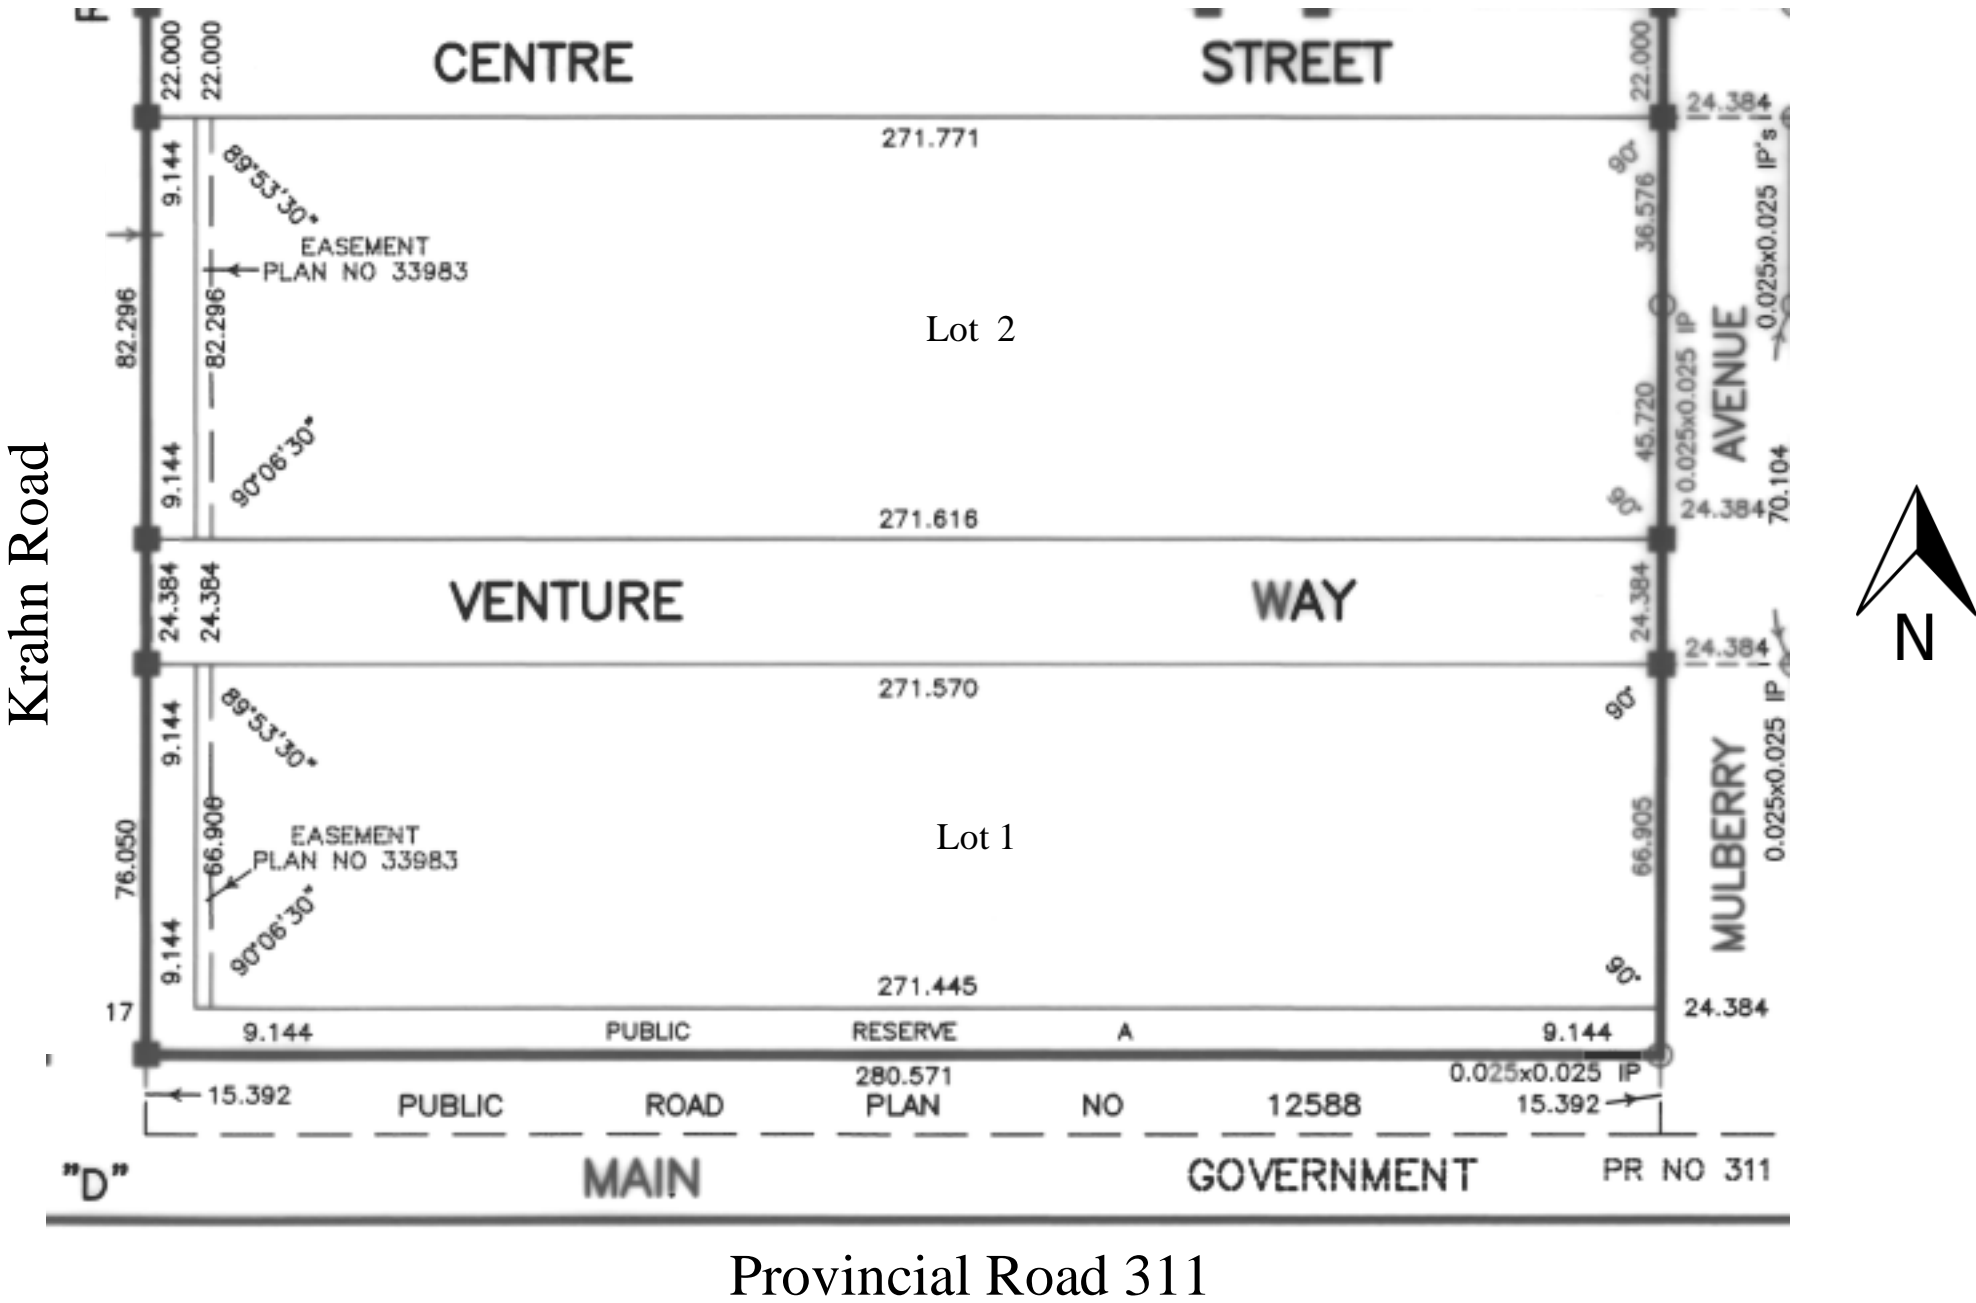 22.000
22.000
CENTRE STREET
22.000
24.384
271.771
9.144
89°53'30"
90°
36.576
0.025x0.025 IP's
EASEMENT
PLAN NO 33983
82.296
82.296
Lot 2
0.025x0.025 IP
AVENUE
45.720
9.144
90°06'30"
90°
24.384
70.104
271.616
Krahn Road
24.384
24.384
VENTURE WAY
24.384
24.384
N
271.570
9.144
89°53'30"
90°
0.025x0.025 IP
MULBERRY
76.050
66.906
EASEMENT
PLAN NO 33983
Lot 1
66.905
9.144
90°06'30"
90°
271.445
17
24.384
9.144 PUBLIC RESERVE A 9.144
280.571
0.025x0.025 IP
15.392
PUBLIC ROAD PLAN NO 12588
15.392
"D" MAIN GOVERNMENT PR NO 311
Provincial Road 311